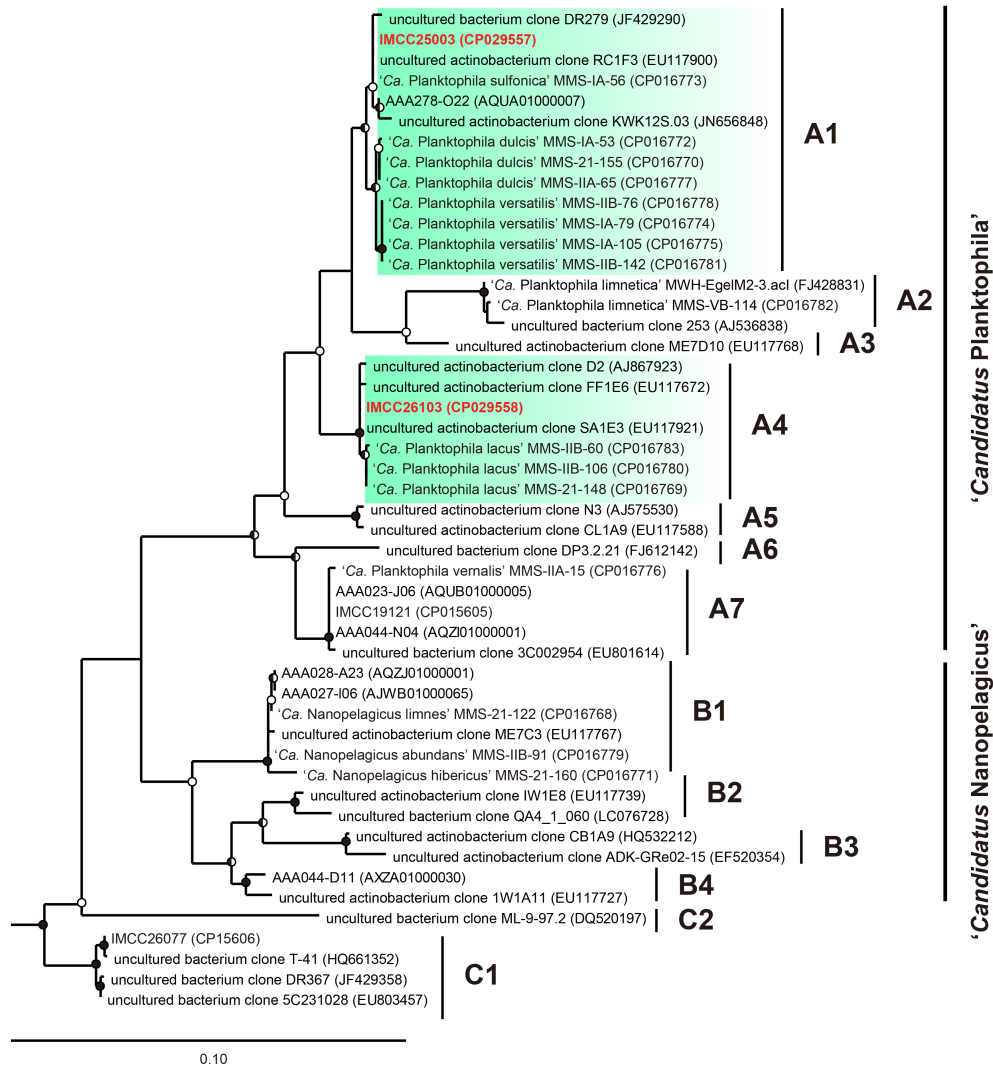 uncultured bacterium clone DR279 (JF429290)
IMCC25003 (CP029557)
uncultured actinobacterium clone RC1F3 (EU117900)
‘Ca. Planktophila sulfonica’ MMS-IA-56 (CP016773)
AAA278-O22 (AQUA01000007)
uncultured actinobacterium clone KWK12S.03 (JN656848)
‘Ca. Planktophila dulcis’ MMS-IA-53 (CP016772)
‘Ca. Planktophila dulcis’ MMS-21-155 (CP016770)
‘Ca. Planktophila dulcis’ MMS-IIA-65 (CP016777)
‘Ca. Planktophila versatilis’ MMS-IIB-76 (CP016778)
‘Ca. Planktophila versatilis’ MMS-IA-79 (CP016774)
‘Ca. Planktophila versatilis’ MMS-IA-105 (CP016775)
‘Ca. Planktophila versatilis’ MMS-IIB-142 (CP016781)
A1
‘Ca. Planktophila limnetica’ MWH-EgelM2-3.acI (FJ428831)
‘Ca. Planktophila limnetica’ MMS-VB-114 (CP016782)
uncultured bacterium clone 253 (AJ536838)
A2
uncultured actinobacterium clone ME7D10 (EU117768)
A3
uncultured actinobacterium clone D2 (AJ867923)
uncultured actinobacterium clone FF1E6 (EU117672)
IMCC26103 (CP029558)
uncultured actinobacterium clone SA1E3 (EU117921)
‘Ca. Planktophila lacus’ MMS-IIB-60 (CP016783)
‘Ca. Planktophila lacus’ MMS-IIB-106 (CP016780)
‘Ca. Planktophila lacus’ MMS-21-148 (CP016769)
A4
uncultured actinobacterium clone N3 (AJ575530)
uncultured actinobacterium clone CL1A9 (EU117588)
A5
uncultured bacterium clone DP3.2.21 (FJ612142)
A6
‘Ca. Planktophila vernalis’ MMS-IIA-15 (CP016776)
AAA023-J06 (AQUB01000005)
IMCC19121 (CP015605)
AAA044-N04 (AQZI01000001)
uncultured bacterium clone 3C002954 (EU801614)
A7
‘Candidatus Planktophila’
AAA028-A23 (AQZJ01000001)
AAA027-I06 (AJWB01000065)
‘Ca. Nanopelagicus limnes’ MMS-21-122 (CP016768)
uncultured actinobacterium clone ME7C3 (EU117767)
‘Ca. Nanopelagicus abundans’ MMS-IIB-91 (CP016779)
‘Ca. Nanopelagicus hibericus’ MMS-21-160 (CP016771)
B1
uncultured actinobacterium clone IW1E8 (EU117739)
uncultured bacterium clone QA4_1_060 (LC076728)
B2
uncultured actinobacterium clone CB1A9 (HQ532212)
uncultured actinobacterium clone ADK-GRe02-15 (EF520354)
B3
AAA044-D11 (AXZA01000030)
uncultured actinobacterium clone 1W1A11 (EU117727)
B4
‘Candidatus Nanopelagicus’
uncultured bacterium clone ML-9-97.2 (DQ520197)
C2
IMCC26077 (CP15606)
uncultured bacterium clone T-41 (HQ661352)
uncultured bacterium clone DR367 (JF429358)
uncultured bacterium clone 5C231028 (EU803457)
C1
0.10